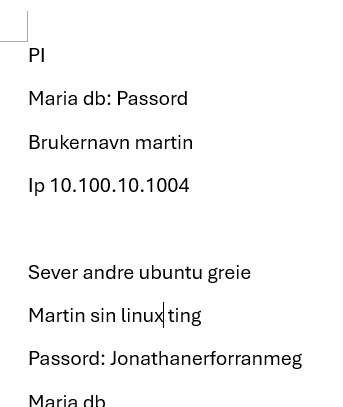 PI
Maria db: Passord
Brukernavn martin
Ip 10.100.10.1004
Sever andre ubuntu greie
Martin sin linux ting
Passord: Jonathanerforranmeg
Maria db